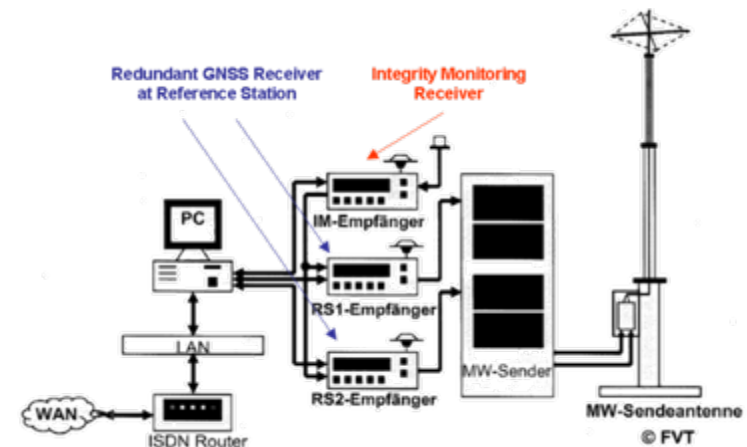 Redundant GNSS Receiver
at Reference Station
Integrity Monitoring
Receiver
PC
IM-Empfänger
RS1-Empfänger
LAN
RS2-Empfänger
MW-Sender
WAN
ISDN Router
MW-Sendeantenne
© FVT